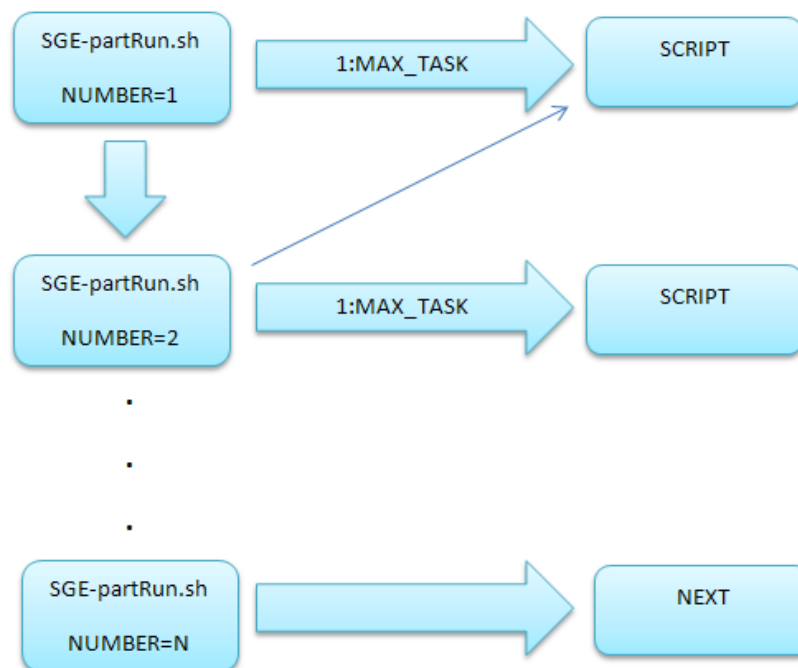 SGE-partRun.sh
NUMBER=1
1:MAX_TASK
SCRIPT
SGE-partRun.sh
NUMBER=2
1:MAX_TASK
SCRIPT
.
.
.
SGE-partRun.sh
NUMBER=N
NEXT